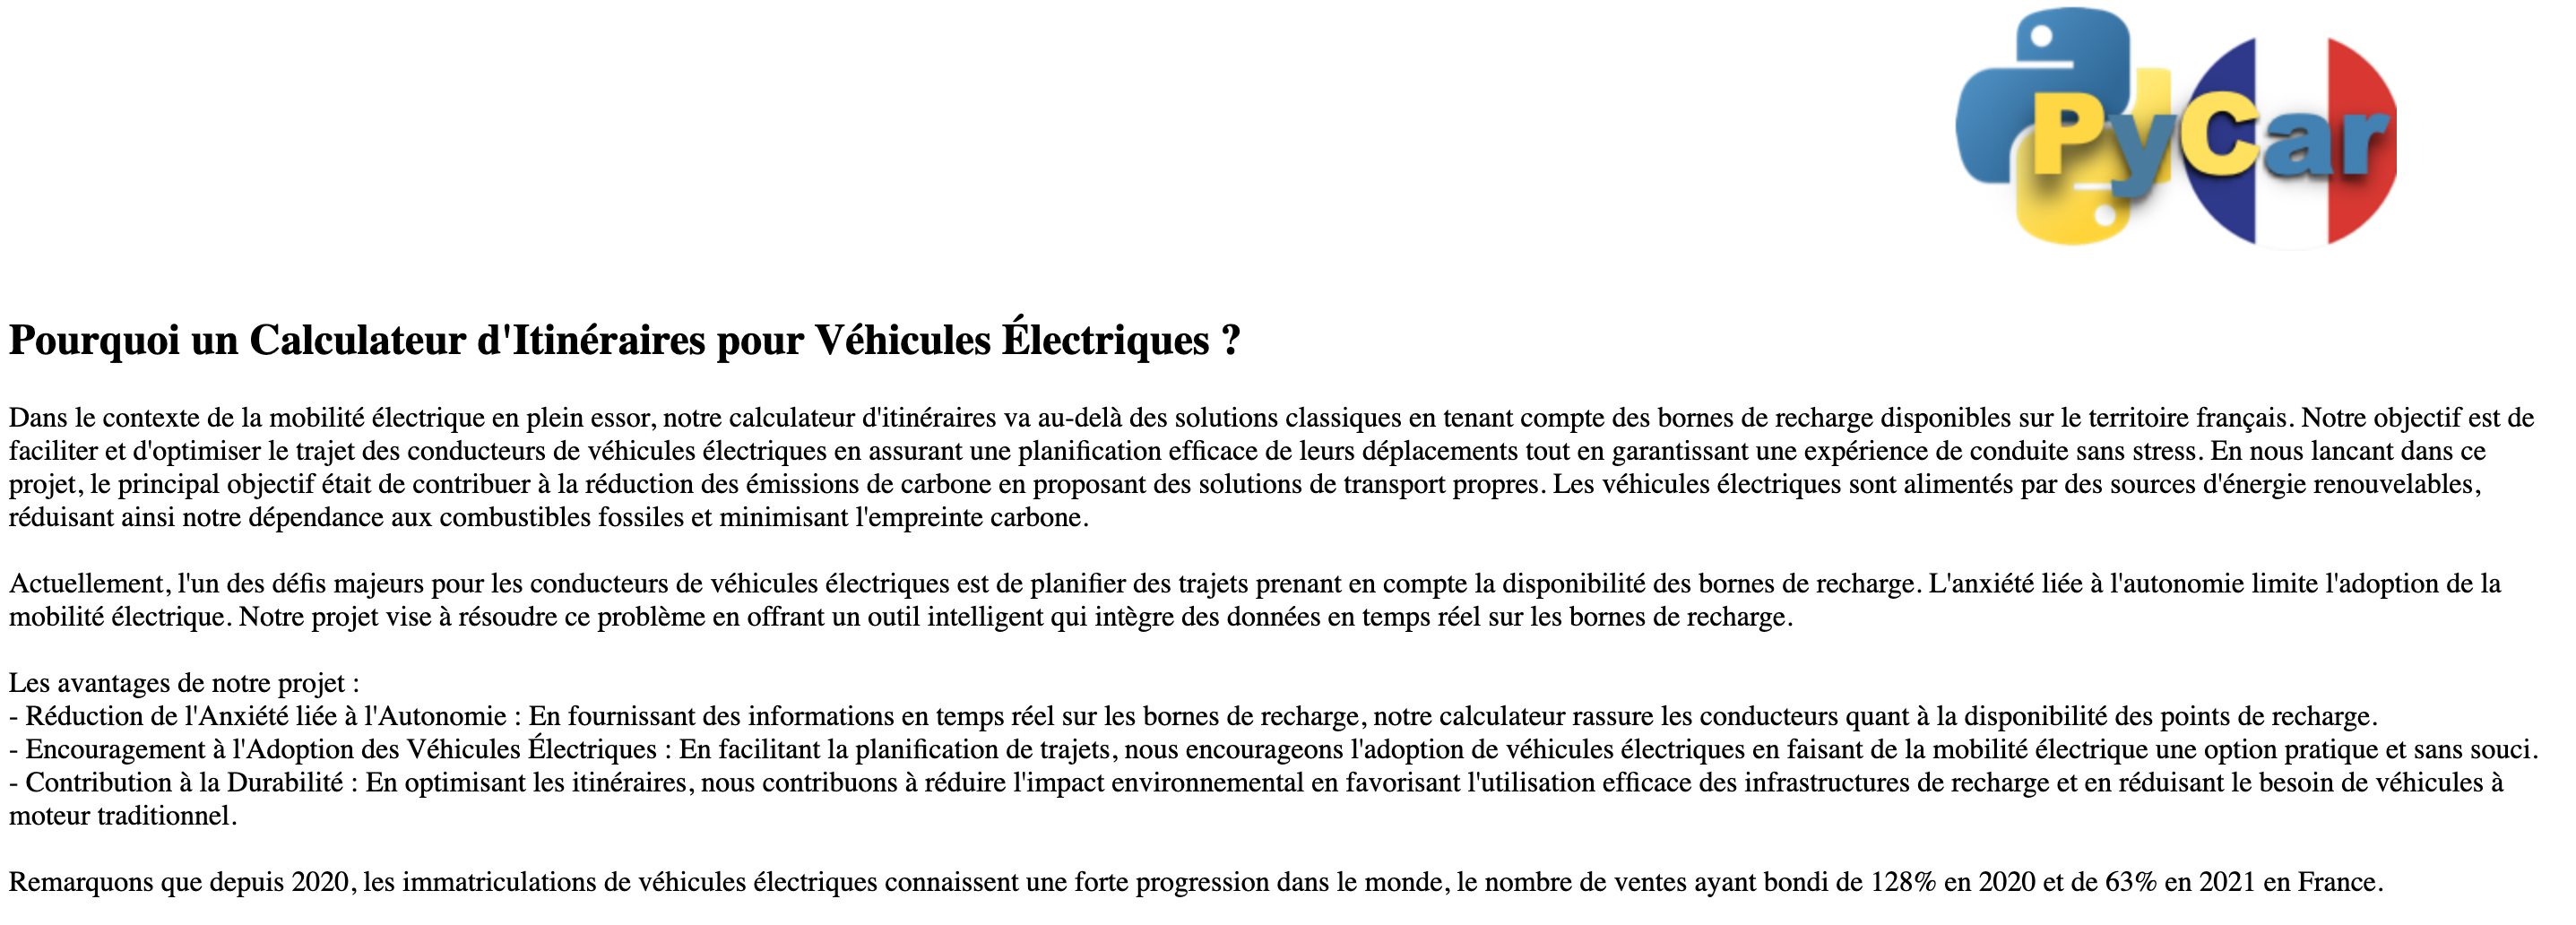 PyCar
Pourquoi un Calculateur d'Itinéraires pour Véhicules Électriques ?
Dans le contexte de la mobilité électrique en plein essor, notre calculateur d'itinéraires va au-delà des solutions classiques en tenant compte des bornes de recharge disponibles sur le territoire français. Notre objectif est de
faciliter et d'optimiser le trajet des conducteurs de véhicules électriques en assurant une planification efficace de leurs déplacements tout en garantissant une expérience de conduite sans stress. En nous lancant dans ce
projet, le principal objectif était de contribuer à la réduction des émissions de carbone en proposant des solutions de transport propres. Les véhicules électriques sont alimentés par des sources d'énergie renouvelables,
réduisant ainsi notre dépendance aux combustibles fossiles et minimisant l'empreinte carbone.
Actuellement, l'un des défis majeurs pour les conducteurs de véhicules électriques est de planifier des trajets prenant en compte la disponibilité des bornes de recharge. L'anxiété liée à l'autonomie limite l'adoption de la
mobilité électrique. Notre projet vise à résoudre ce problème en offrant un outil intelligent qui intègre des données en temps réel sur les bornes de recharge.
Les avantages de notre projet :
- Réduction de l'Anxiété liée à l'Autonomie : En fournissant des informations en temps réel sur les bornes de recharge, notre calculateur rassure les conducteurs quant à la disponibilité des points de recharge.
- Encouragement à l'Adoption des Véhicules Électriques : En facilitant la planification de trajets, nous encourageons l'adoption de véhicules électriques en faisant de la mobilité électrique une option pratique et sans souci.
- Contribution à la Durabilité : En optimisant les itinéraires, nous contribuons à réduire l'impact environnemental en favorisant l'utilisation efficace des infrastructures de recharge et en réduisant le besoin de véhicules à
moteur traditionnel.
Remarquons que depuis 2020, les immatriculations de véhicules électriques connaissent une forte progression dans le monde, le nombre de ventes ayant bondi de 128% en 2020 et de 63% en 2021 en France.